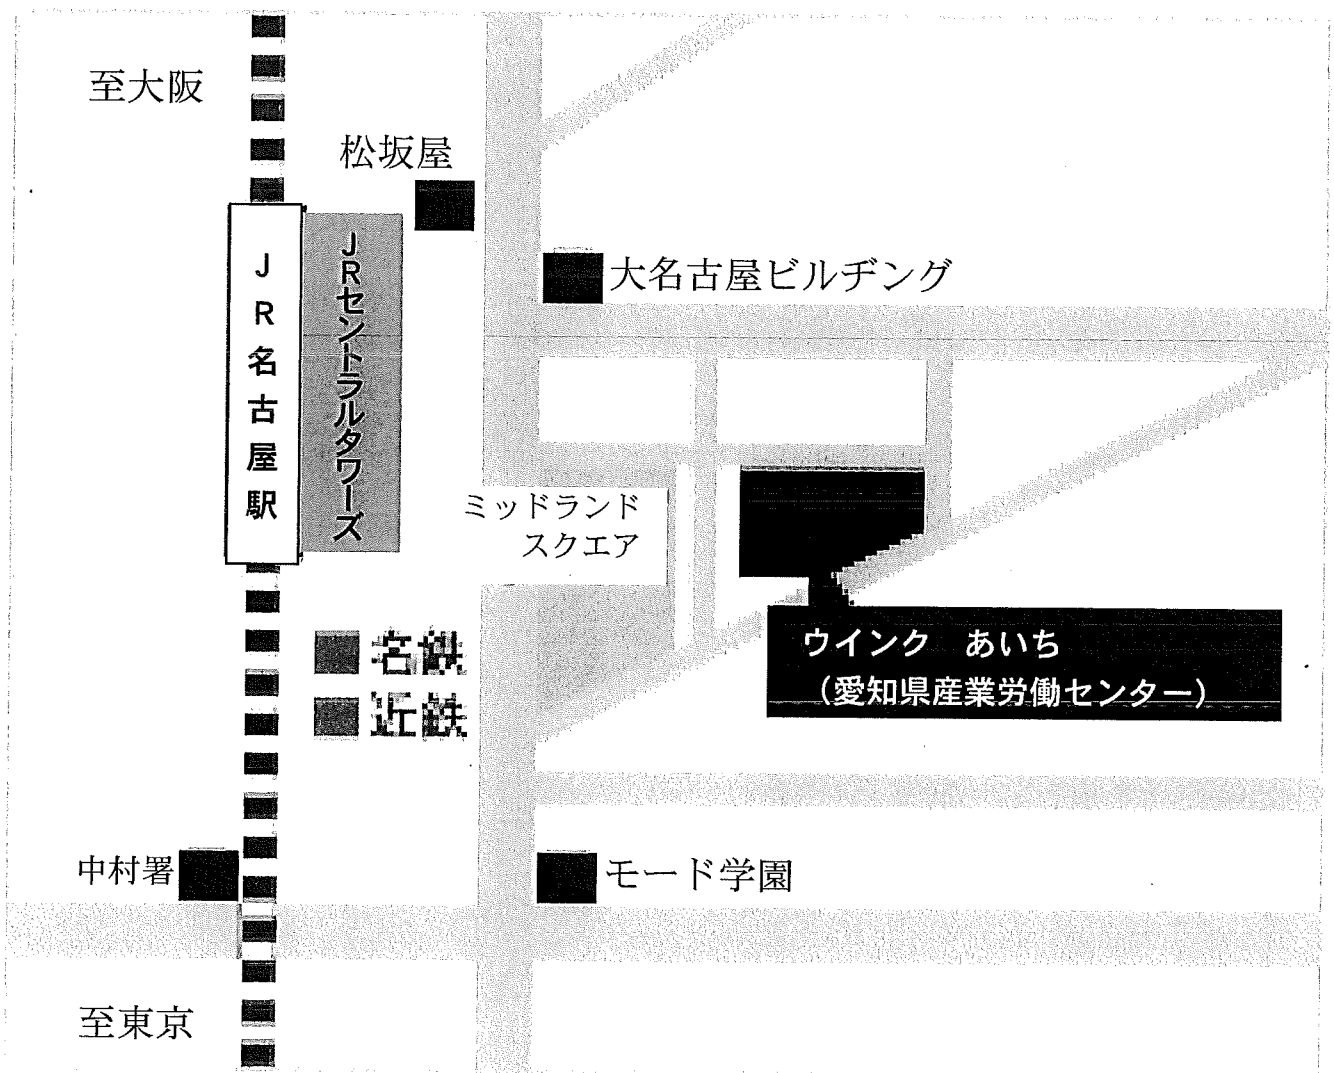 至大阪
松坂屋
JR名古屋駅
JRセントラルタワーズ
大名古屋ビルヂング
ミッドランド
スクエア
名鉄
近鉄
ウインク　あいち
（愛知県産業労働センター）
中村署
モード学園
至東京